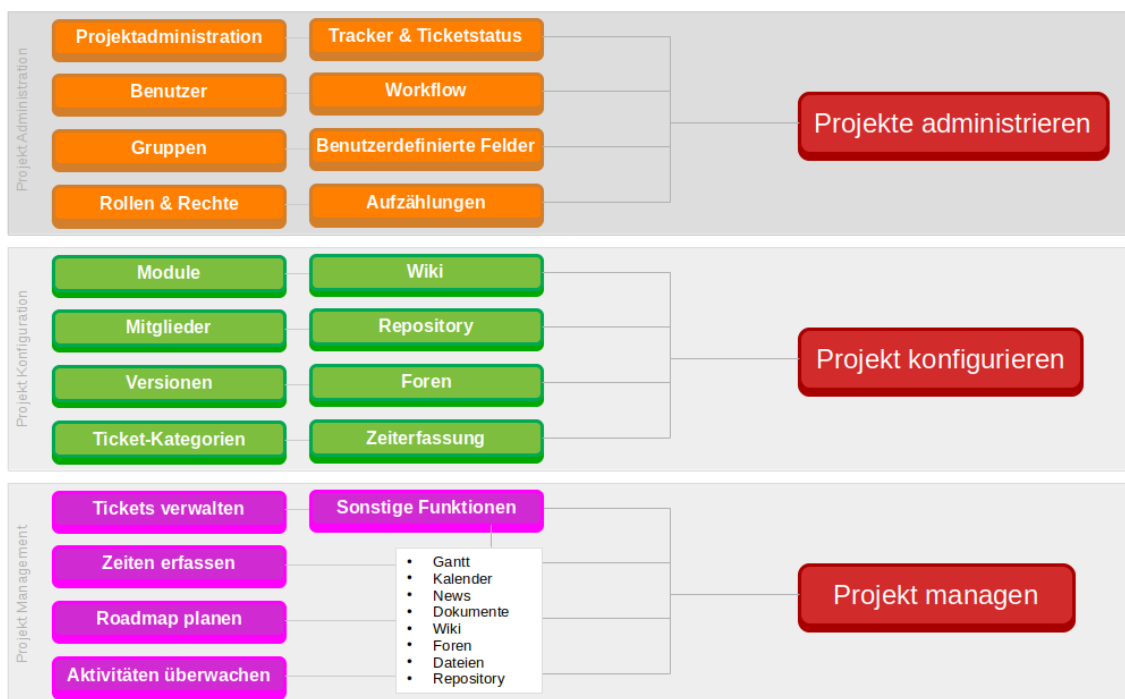 Projekt Administration
Projektadministration
Tracker & Ticketstatus
Benutzer
Workflow
Gruppen
Benutzerdefinierte Felder
Rollen & Rechte
Aufzählungen
Projekte administrieren
Projekt Konfiguration
Module
Wiki
Mitglieder
Repository
Versionen
Foren
Ticket-Kategorien
Zeiterfassung
Projekt konfigurieren
Projekt Management
Tickets verwalten
Sonstige Funktionen
Zeiten erfassen
Roadmap planen
Aktivitäten überwachen
• Gantt
• Kalender
• News
• Dokumente
• Wiki
• Foren
• Dateien
• Repository
Projekt managen